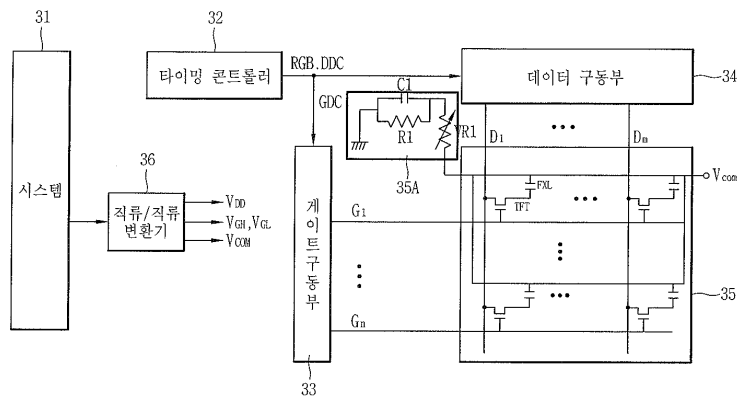 31
시스템
32
타이밍 콘트롤러
RGB.DDC
GDC
데이터 구동부
34
C1
R1
VR1
35A
D1
•••
Dm
Vcom
36
직류/직류
변환기
VDD
VGH,VGL
VCOM
게이트구동부
33
G1
Gn
FXL
TFT
35